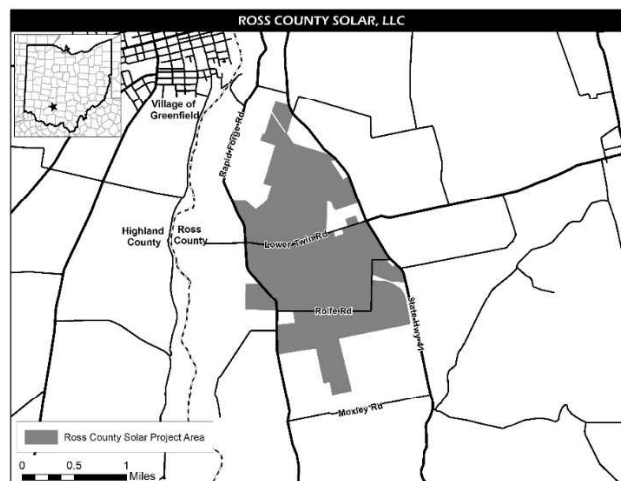 ROSS COUNTY SOLAR, LLC
Village of
Greenfield
Rapid Forge Rd
Highland
County
Ross
County
Lower Twin Rd
Rolfe Rd
State Hwy 41
Moxley Rd
Ross County Solar Project Area
0 0.5 1
Miles